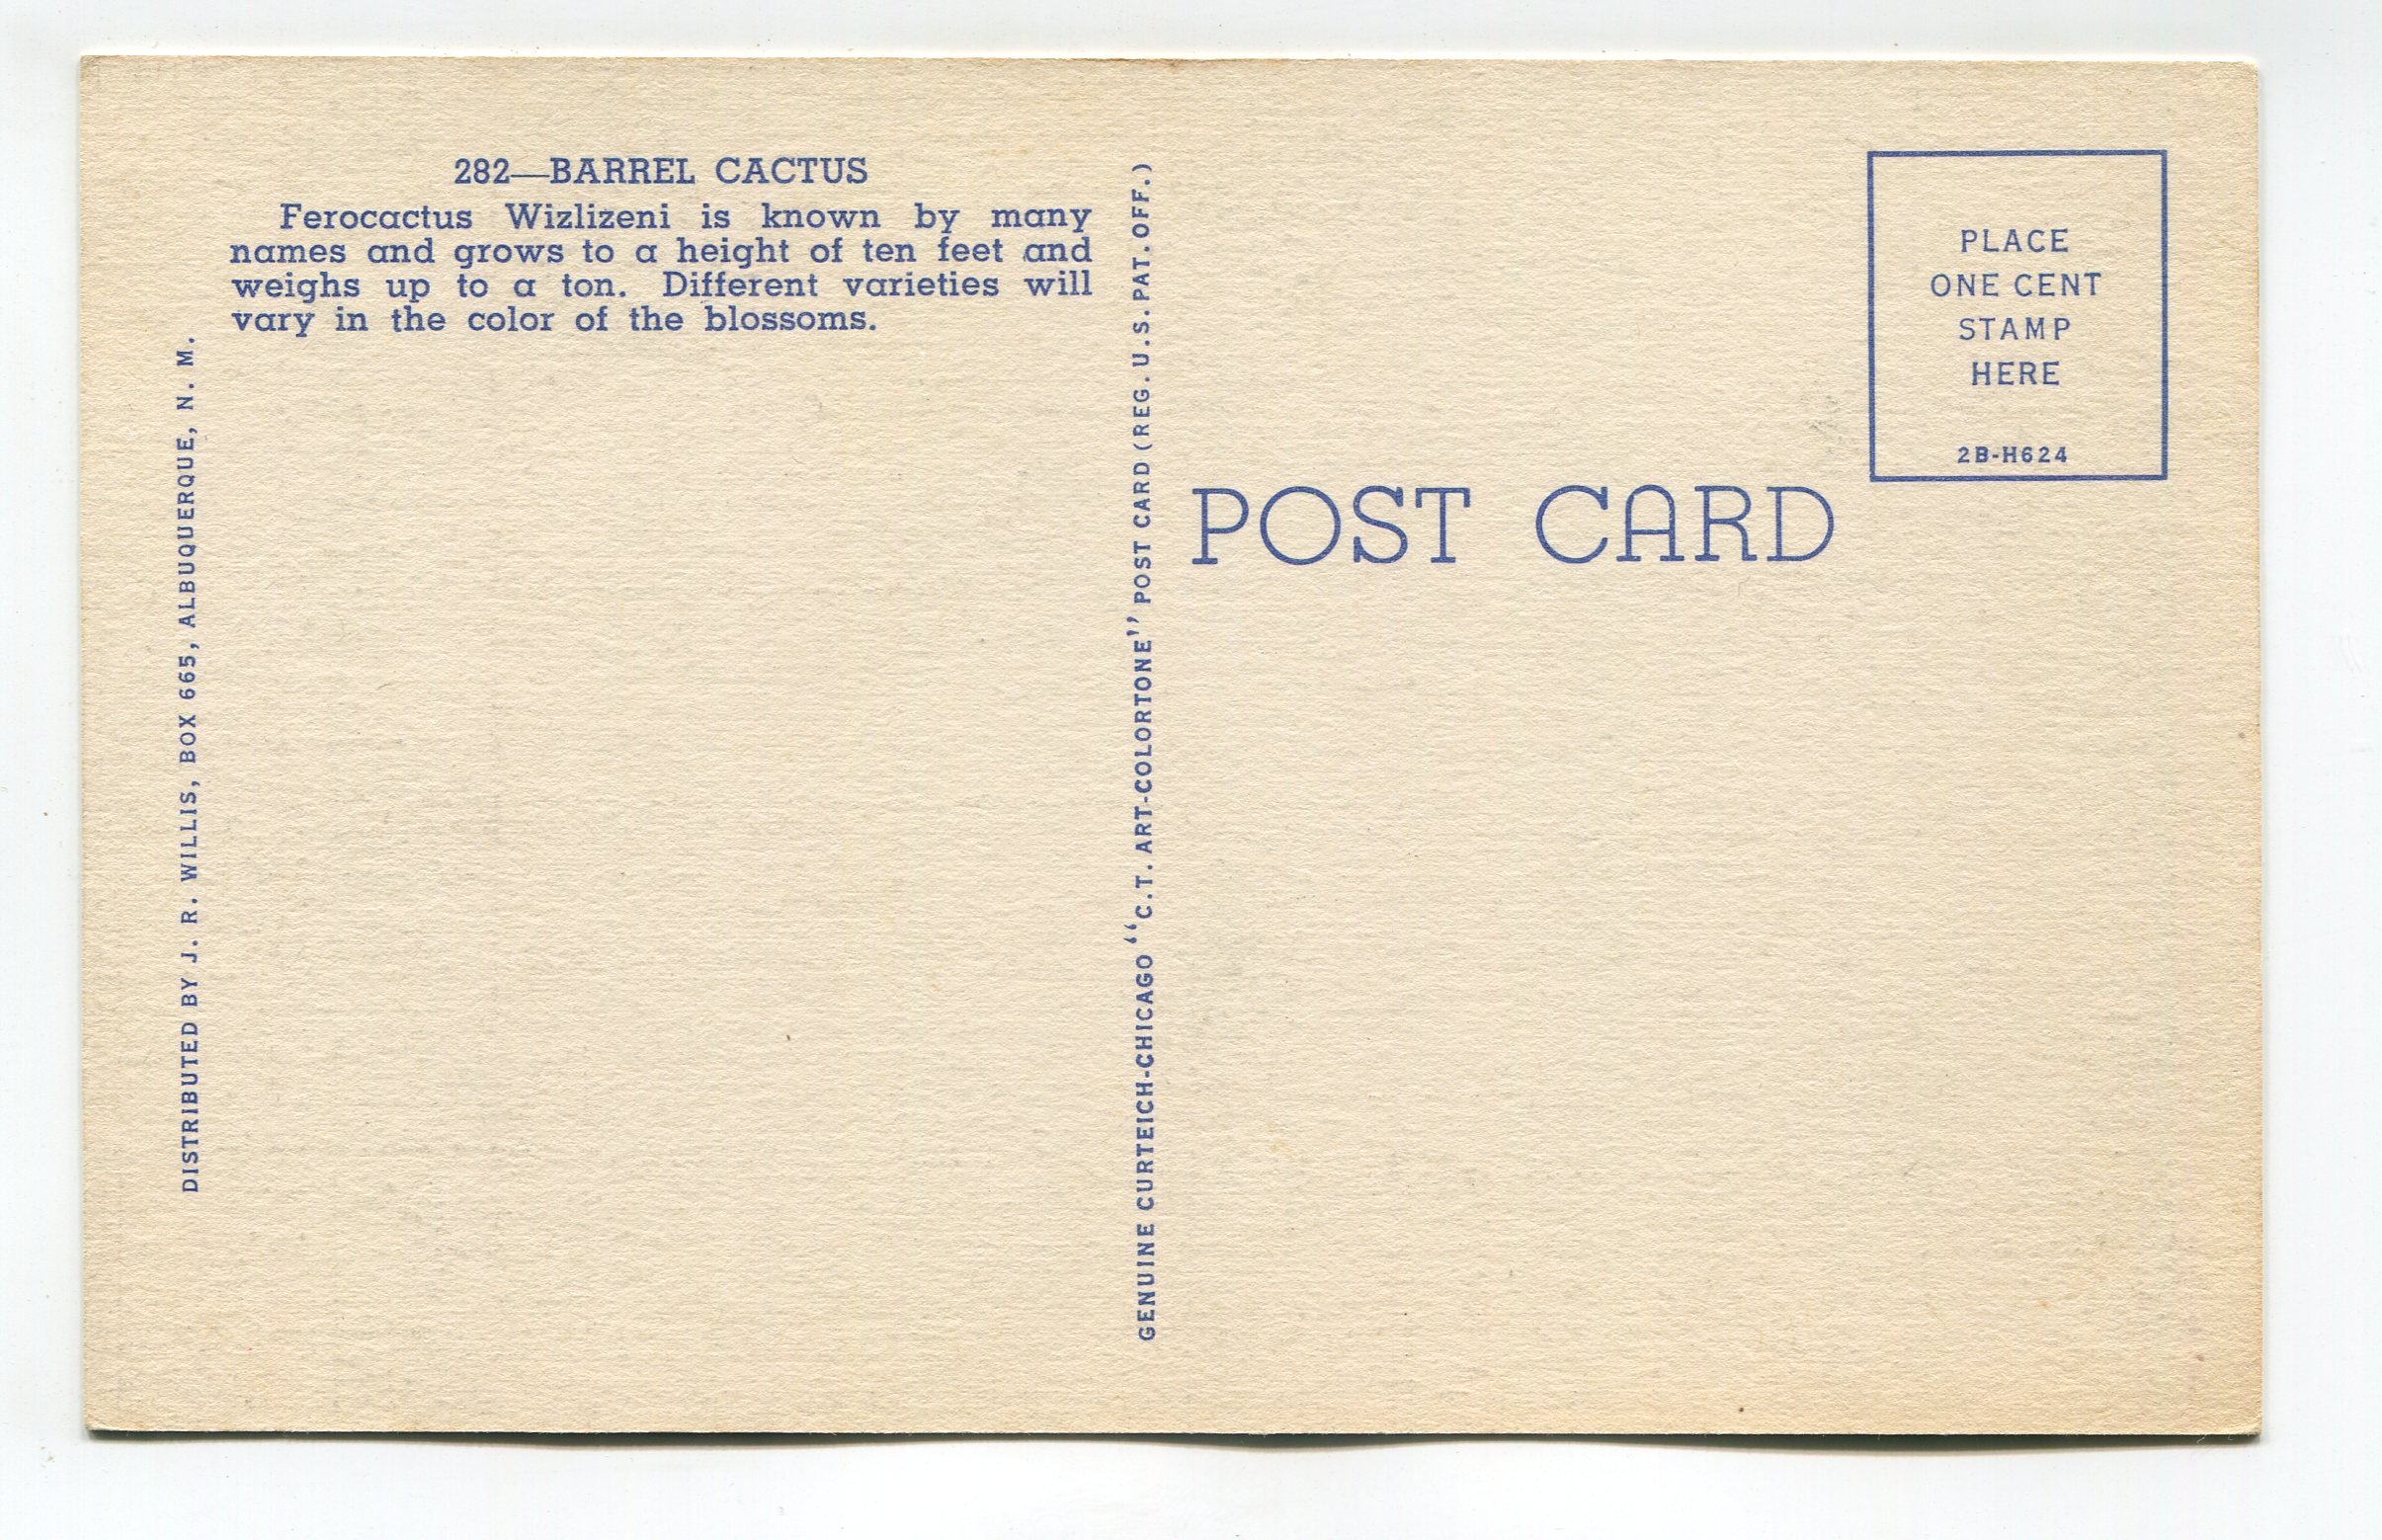 282—BARREL CACTUS
Ferocactus Wizlizeni is known by many
names and grows to a height of ten feet and
weighs up to a ton. Different varieties will
vary in the color of the blossoms.
DISTRIBUTED BY J. R. WILLIS, BOX 665, ALBUQUERQUE, N. M.
GENUINE CURTEICH-CHICAGO "C.T. ART-COLORTONE" POST CARD (REG. U.S. PAT. OFF.)
POST CARD
PLACE
ONE CENT
STAMP
HERE
2B-H624